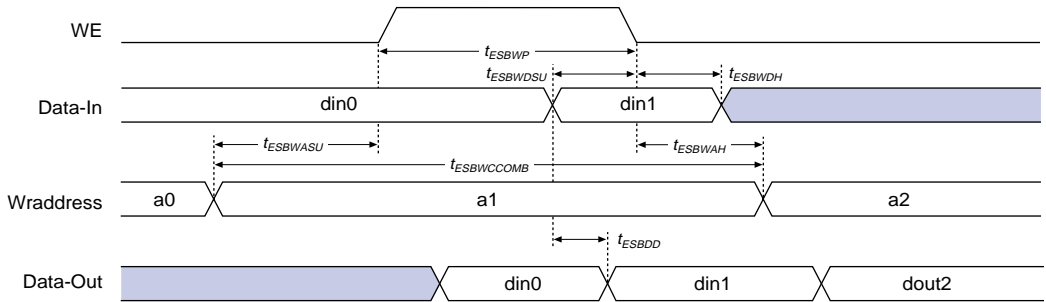 WE
tESBWP
tESBWDSU
tESBWDH
Data-In
din0
din1
tESBWASU
tESBWAH
tESBWCCOMB
Wraddress
a0
a1
a2
tESBDD
Data-Out
din0
din1
dout2